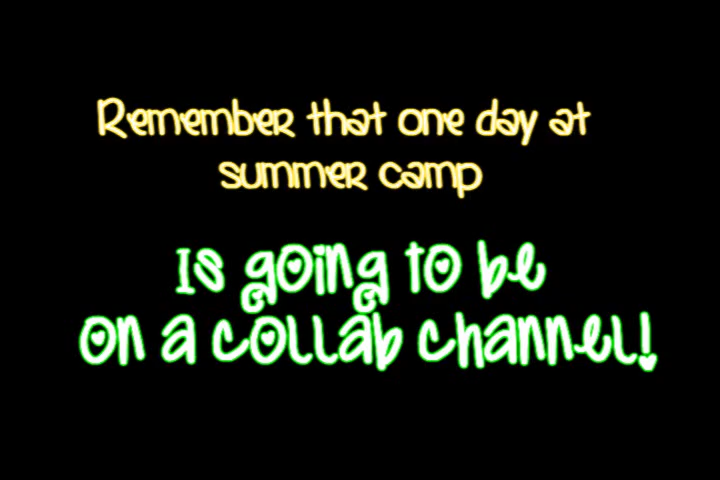 Remember that one day at
summer camp
Is going to be
on a collab channel!